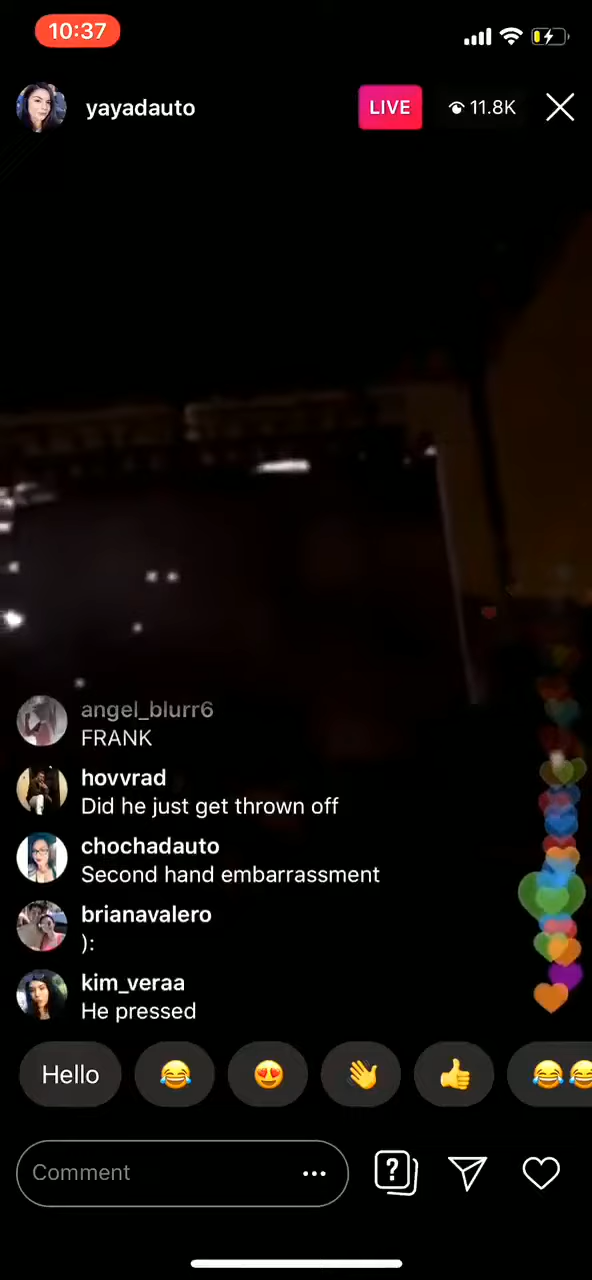 10:37
yayadauto
LIVE
11.8K
angel_blurr6
FRANK
hovvrad
Did he just get thrown off
chochadauto
Second hand embarrassment
brianavalero
):
kim_veraa
He pressed
Hello
Comment